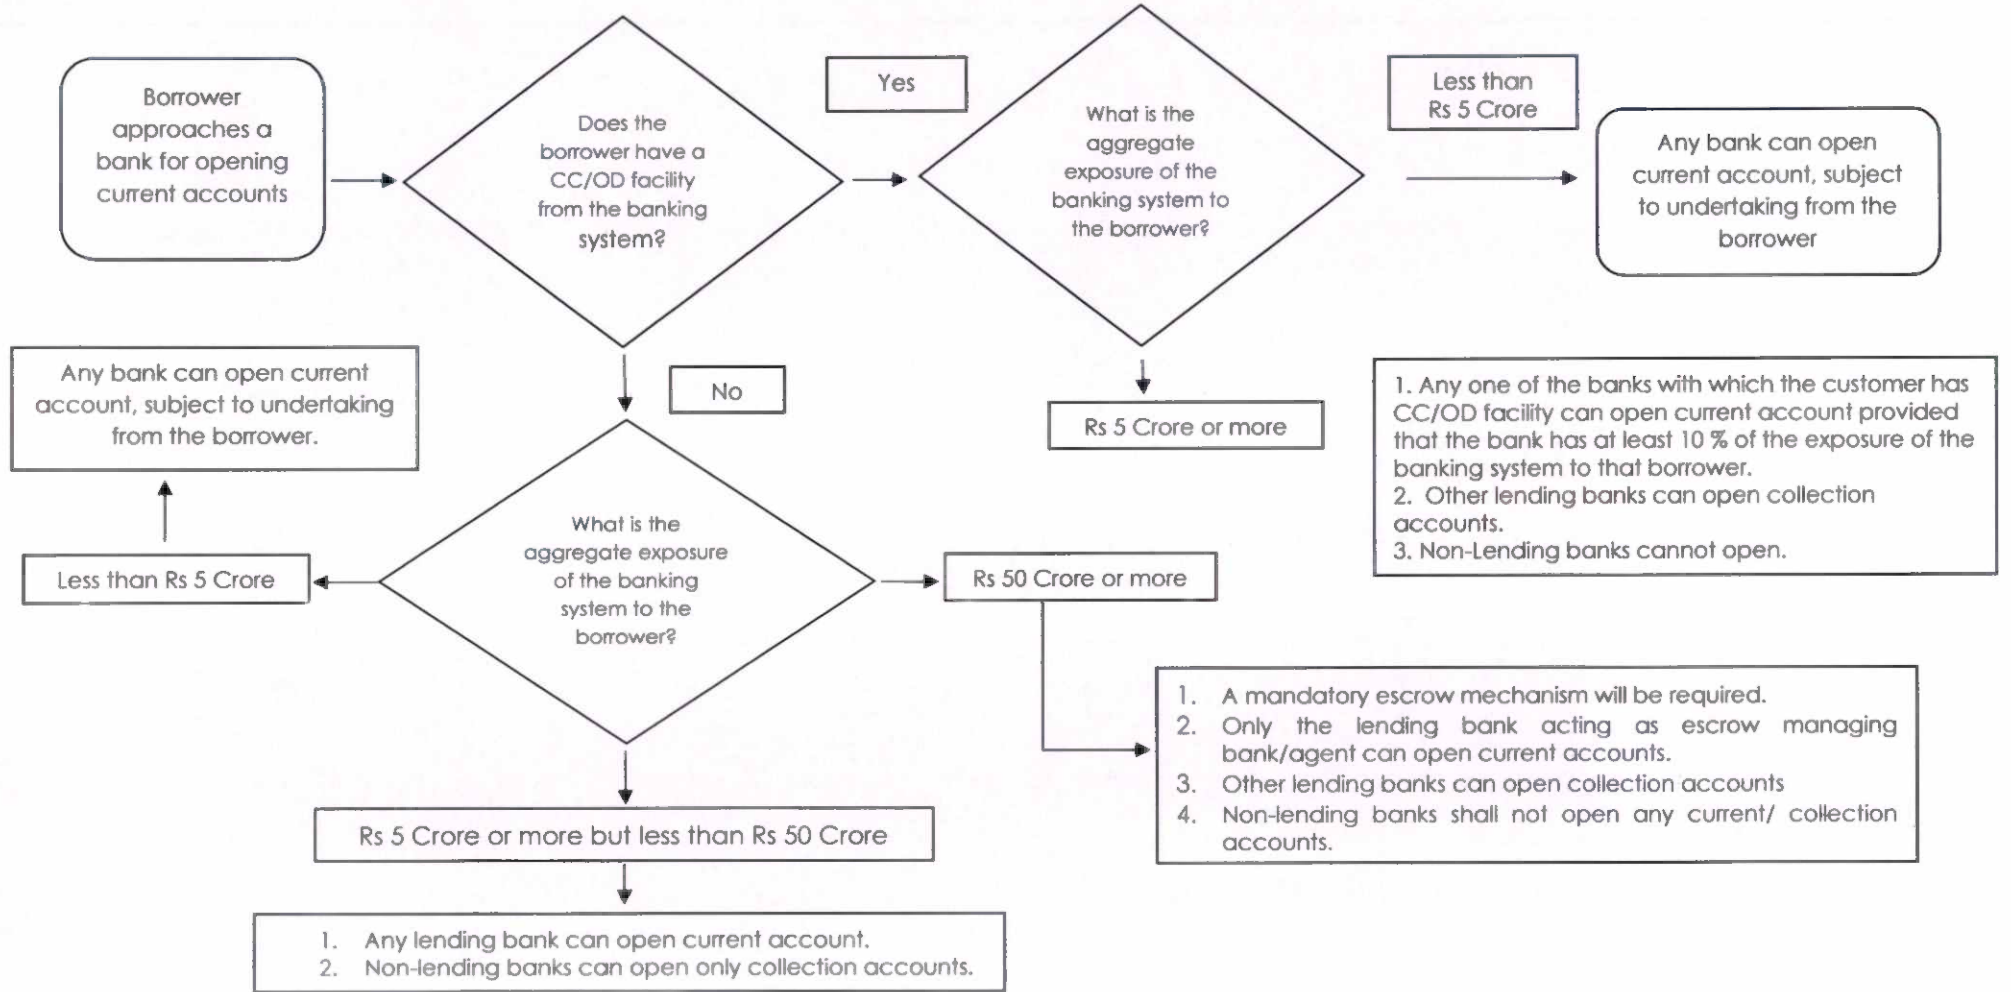 Borrower
approaches a
bank for opening
current accounts
Does the
borrower have a
CC/OD facility
from the banking
system?
Yes
What is the
aggregate
exposure of the
banking system to
the borrower?
Less than
Rs 5 Crore
Any bank can open
current account, subject
to undertaking from the
borrower
Rs 5 Crore or more
1. Any one of the banks with which the customer has
CC/OD facility can open current account provided
that the bank has at least 10 % of the exposure of the
banking system to that borrower.
2. Other lending banks can open collection
accounts.
3. Non-Lending banks cannot open.
No
What is the
aggregate exposure
of the banking
system to the
borrower?
Less than Rs 5 Crore
Any bank can open current
account, subject to undertaking
from the borrower.
Rs 50 Crore or more
1. A mandatory escrow mechanism will be required.
2. Only the lending bank acting as escrow managing
bank/agent can open current accounts.
3. Other lending banks can open collection accounts
4. Non-lending banks shall not open any current/ collection
accounts.
Rs 5 Crore or more but less than Rs 50 Crore
1. Any lending bank can open current account.
2. Non-lending banks can open only collection accounts.